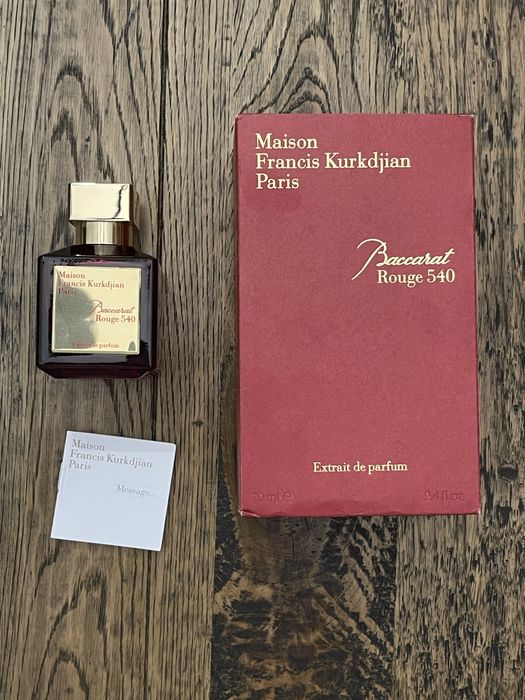 Maison
Francis Kurkdjian
Paris
Baccarat
Rouge 540
Extrait de parfum
Maison
Francis Kurkdjian
Paris
Message...
Maison
Francis Kurkdjian
Paris
Baccarat
Rouge 540
Extrait de parfum
70 ml ℮ 2.4 fl.oz